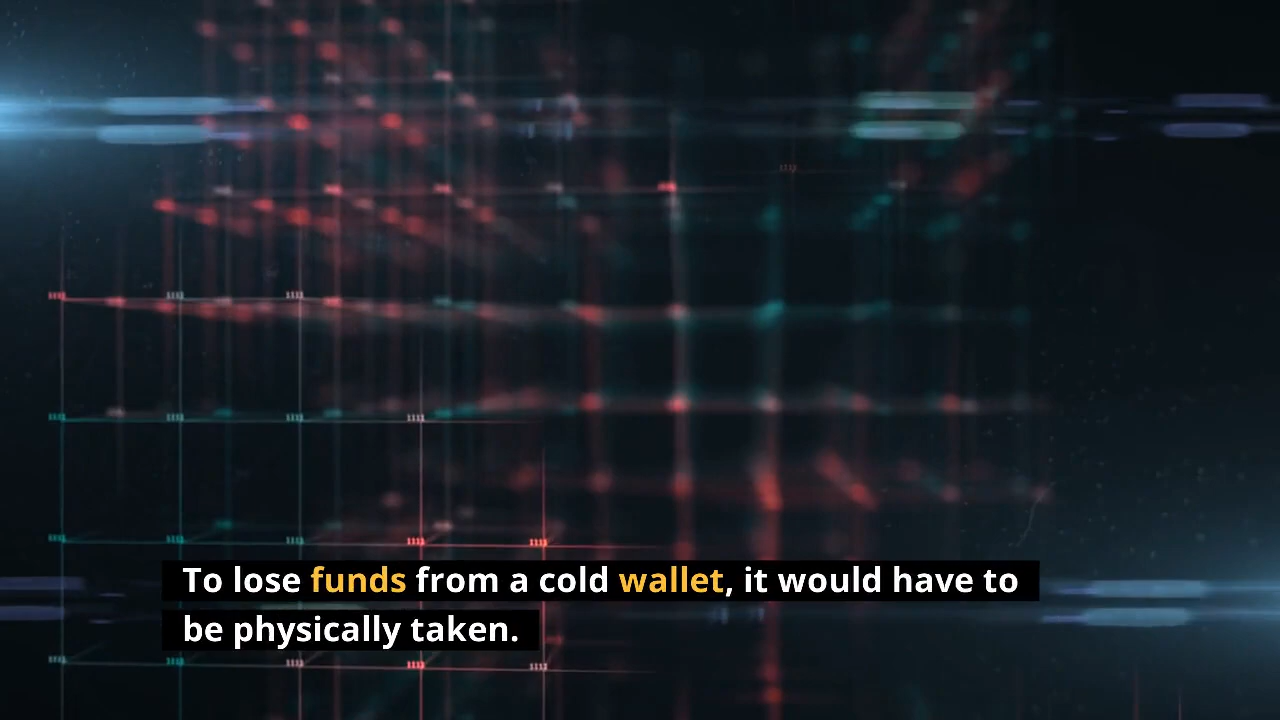 To lose funds from a cold wallet, it would have to
be physically taken.